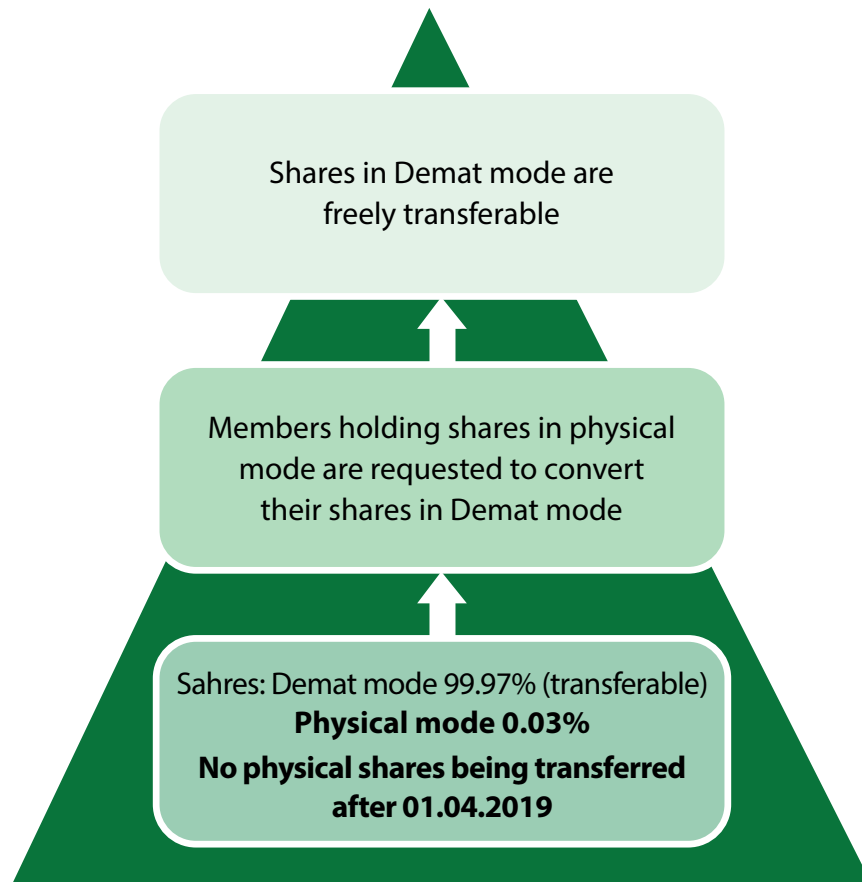 Shares in Demat mode are
freely transferable
Members holding shares in physical
mode are requested to convert
their shares in Demat mode
Sahres: Demat mode 99.97% (transferable)
Physical mode 0.03%
No physical shares being transferred
after 01.04.2019